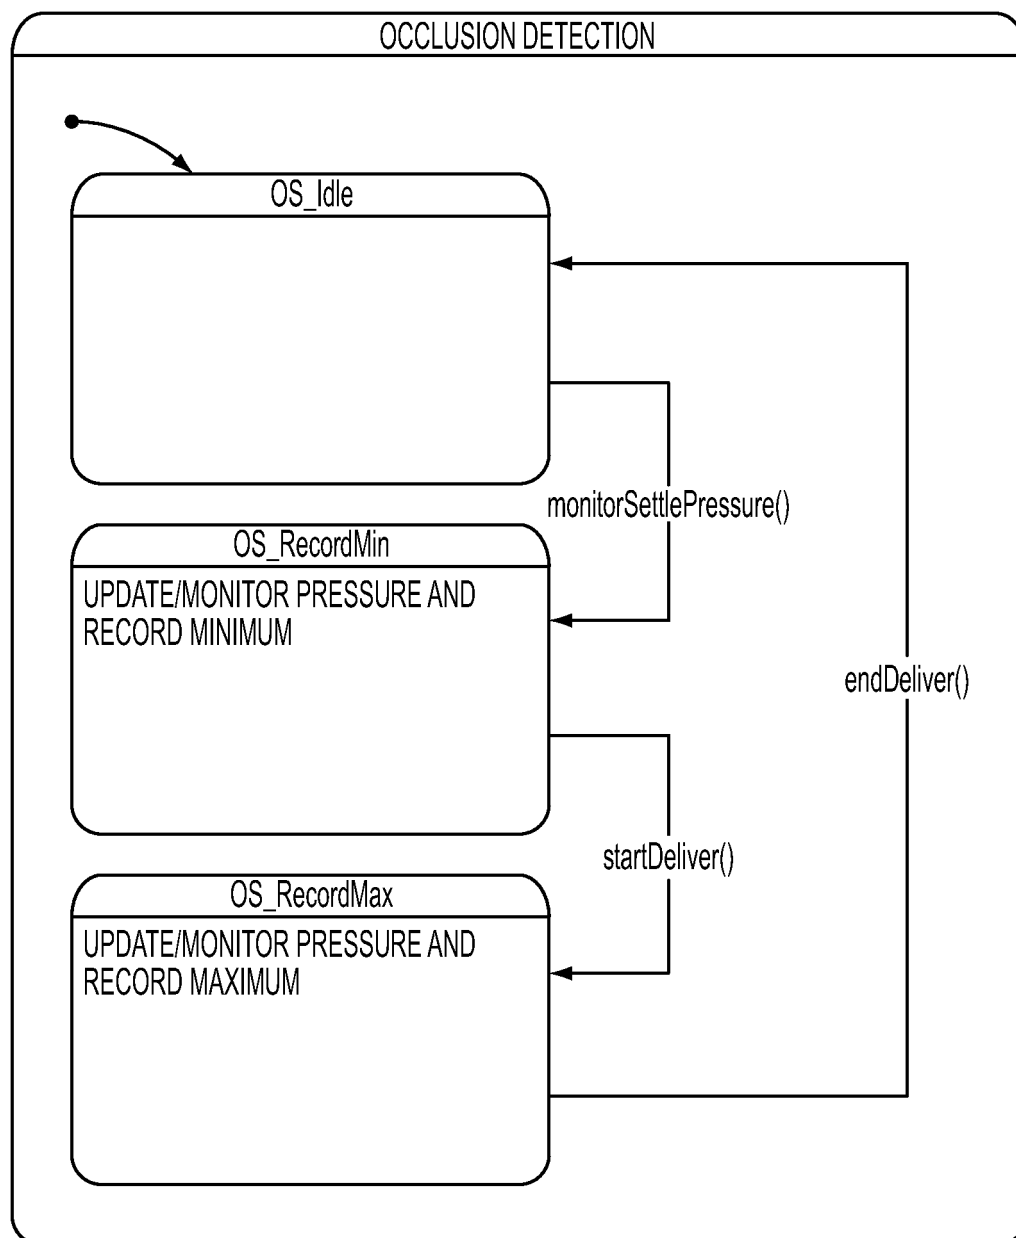 OCCLUSION DETECTION
OS_Idle
monitorSettlePressure()
OS_RecordMin
UPDATE/MONITOR PRESSURE AND
RECORD MINIMUM
endDeliver()
startDeliver()
OS_RecordMax
UPDATE/MONITOR PRESSURE AND
RECORD MAXIMUM